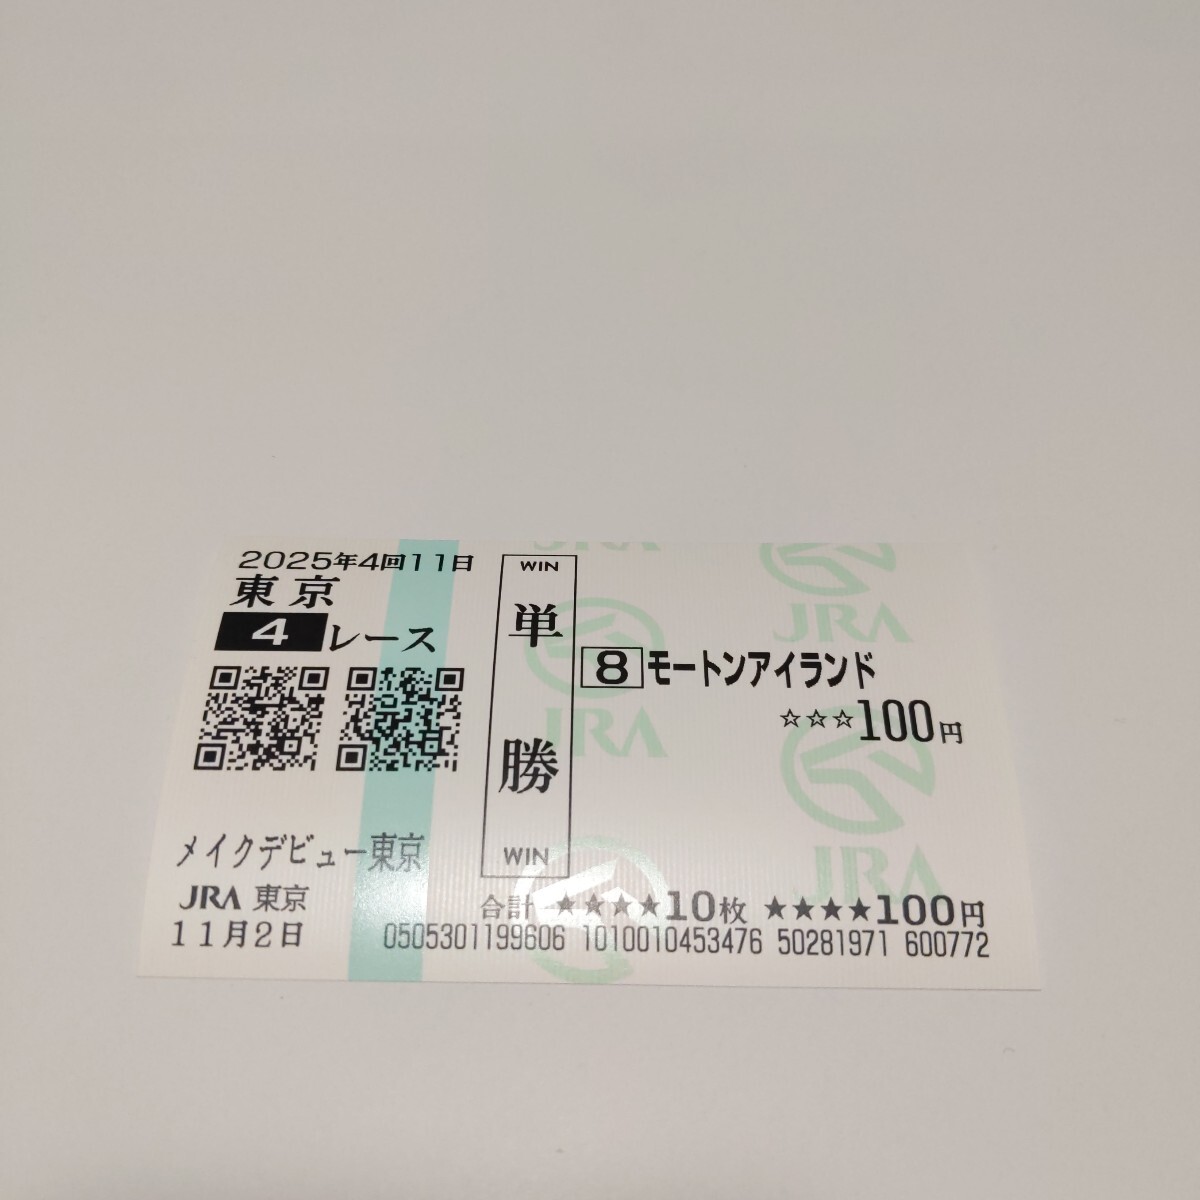 2025年4回11日
東京
4レース
WIN
単勝
WIN
8 モートンアイランド
☆☆☆100円
メイクデビュー東京
JRA 東京
11月2日
合計 ★★★★10枚 ★★★★100円
0505301199606 1010010453476 50281971 600772
JRA
JRA
JRA
JRA